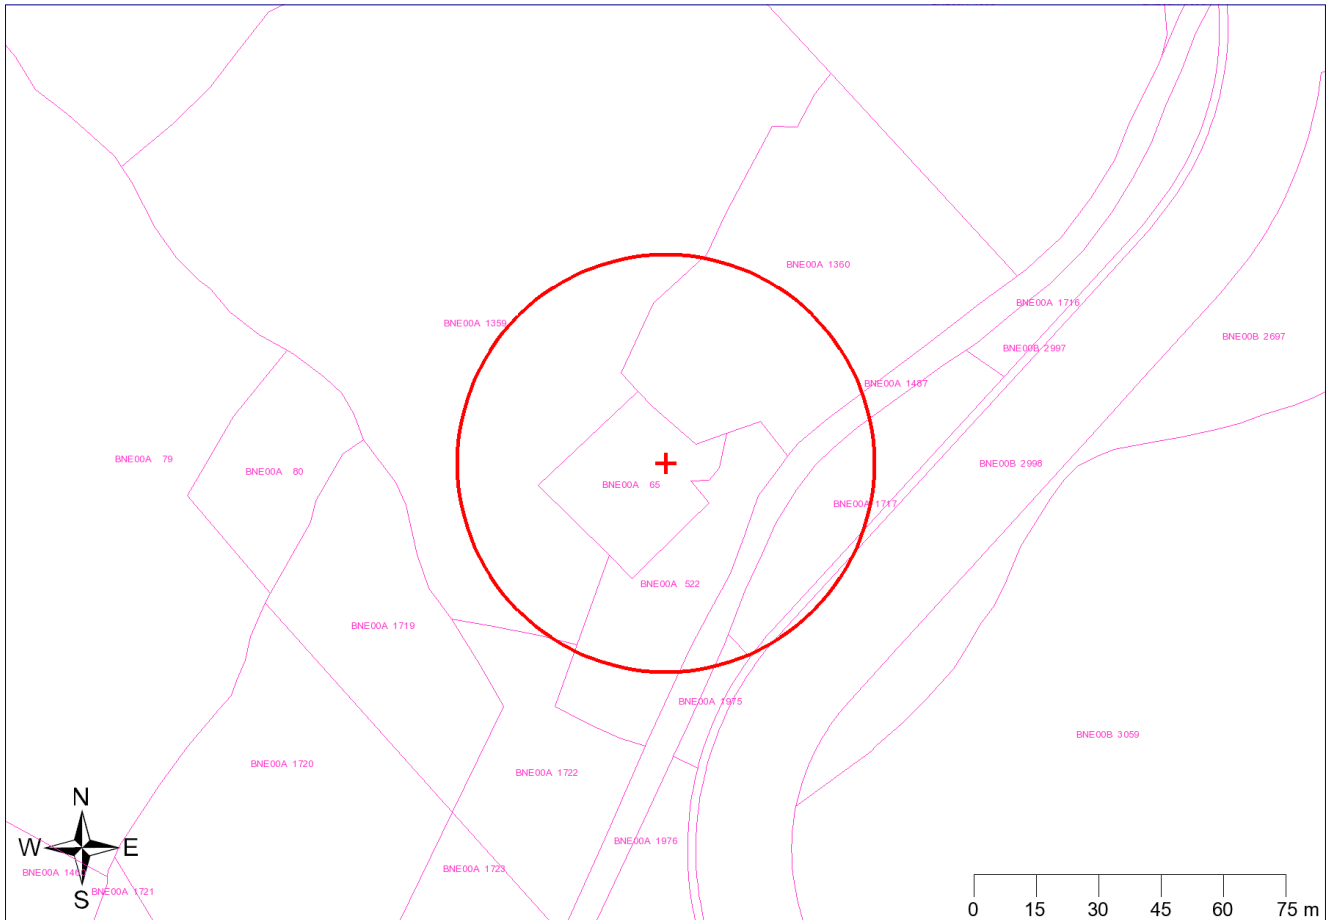 BNE00A 1360
BNE00A 1716
BNE00A 1359
BNE00B 2697
BNE00B 2997
BNE00A 1487
BNE00A 79
BNE00A 80
BNE00B 2998
BNE00A 65
BNE00A 1717
BNE00A 522
BNE00A 1719
BNE00A 1975
BNE00B 3059
BNE00A 1720
BNE00A 1722
N
W
E
S
BNE00A 1976
BNE00A 1723
BNE00A
BNE00A 1721
0 15 30 45 60 75 m